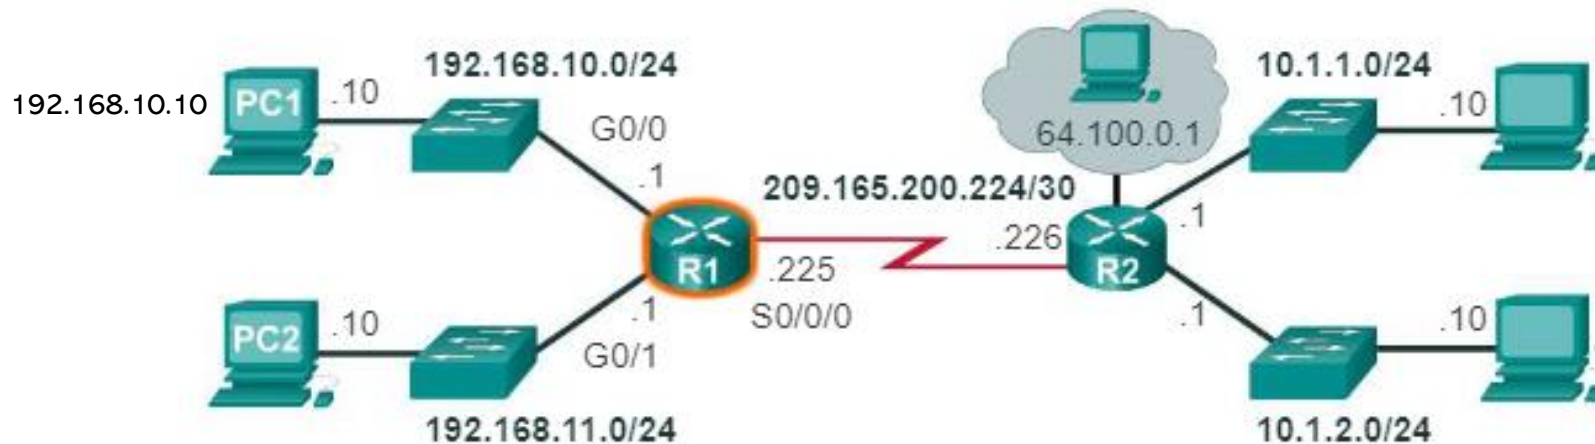 192.168.10.10
PC1
.10
192.168.10.0/24
G0/0
.1
PC2
.10
192.168.11.0/24
G0/1
.1
R1
.225
S0/0/0
209.165.200.224/30
.226
R2
64.100.0.1
.1
10.1.1.0/24
.10
.1
10.1.2.0/24
.10